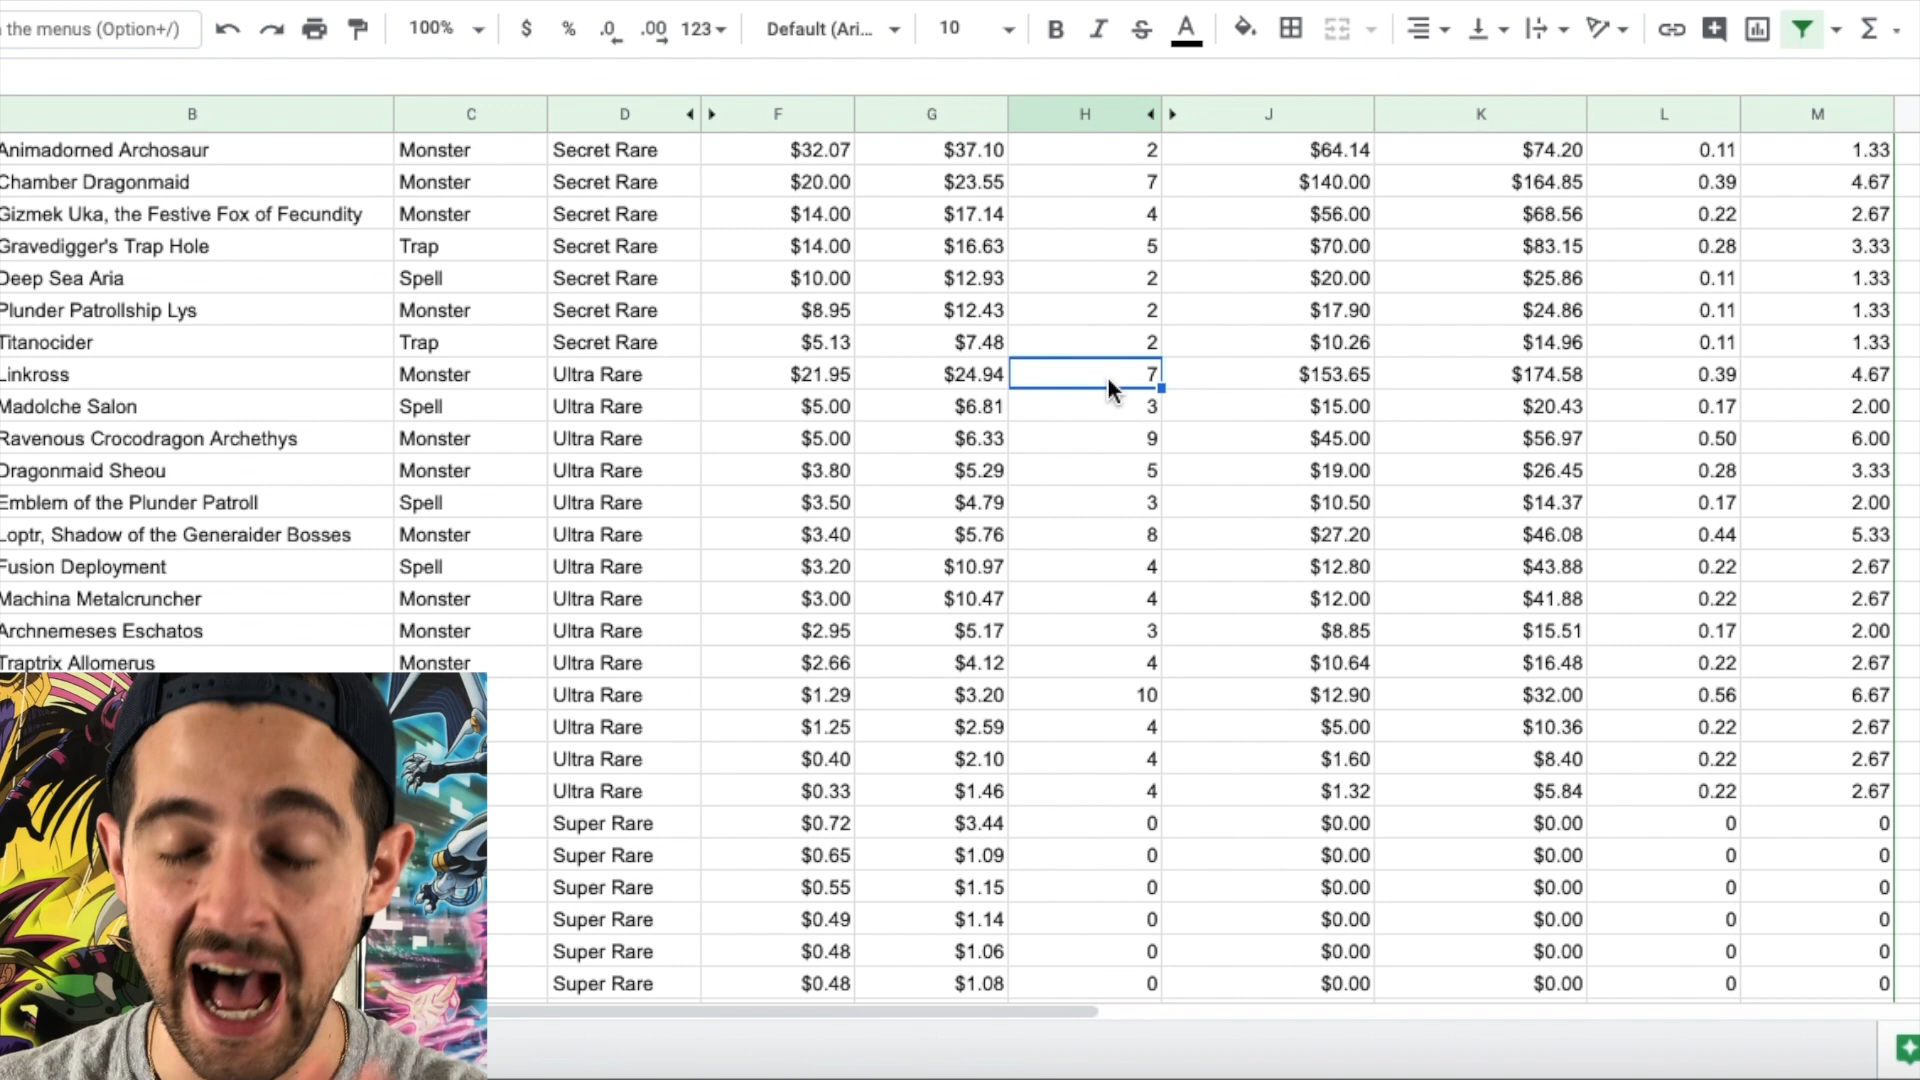 the menus (Option+/) 100% $ % .0 .00 123 Default (Ari... 10 B I S A Σ
B C D F G H J K L M
Animadorned Archosaur Monster Secret Rare $32.07 $37.10 2 $64.14 $74.20 0.11 1.33
Chamber Dragonmaid Monster Secret Rare $20.00 $23.55 7 $140.00 $164.85 0.39 4.67
Gizmek Uka, the Festive Fox of Fecundity Monster Secret Rare $14.00 $17.14 4 $56.00 $68.56 0.22 2.67
Gravedigger's Trap Hole Trap Secret Rare $14.00 $16.63 5 $70.00 $83.15 0.28 3.33
Deep Sea Aria Spell Secret Rare $10.00 $12.93 2 $20.00 $25.86 0.11 1.33
Plunder Patrollship Lys Monster Secret Rare $8.95 $12.43 2 $17.90 $24.86 0.11 1.33
Titanocider Trap Secret Rare $5.13 $7.48 2 $10.26 $14.96 0.11 1.33
Linkross Monster Ultra Rare $21.95 $24.94 7 $153.65 $174.58 0.39 4.67
Madolche Salon Spell Ultra Rare $5.00 $6.81 3 $15.00 $20.43 0.17 2.00
Ravenous Crocodragon Archethys Monster Ultra Rare $5.00 $6.33 9 $45.00 $56.97 0.50 6.00
Dragonmaid Sheou Monster Ultra Rare $3.80 $5.29 5 $19.00 $26.45 0.28 3.33
Emblem of the Plunder Patroll Spell Ultra Rare $3.50 $4.79 3 $10.50 $14.37 0.17 2.00
Loptr, Shadow of the Generaider Bosses Monster Ultra Rare $3.40 $5.76 8 $27.20 $46.08 0.44 5.33
Fusion Deployment Spell Ultra Rare $3.20 $10.97 4 $12.80 $43.88 0.22 2.67
Machina Metalcruncher Monster Ultra Rare $3.00 $10.47 4 $12.00 $41.88 0.22 2.67
Archnemeses Eschatos Monster Ultra Rare $2.95 $5.17 3 $8.85 $15.51 0.17 2.00
Traptrix Allomerus Monster Ultra Rare $2.66 $4.12 4 $10.64 $16.48 0.22 2.67
Ultra Rare $1.29 $3.20 10 $12.90 $32.00 0.56 6.67
Ultra Rare $1.25 $2.59 4 $5.00 $10.36 0.22 2.67
Ultra Rare $0.40 $2.10 4 $1.60 $8.40 0.22 2.67
Ultra Rare $0.33 $1.46 4 $1.32 $5.84 0.22 2.67
Super Rare $0.72 $3.44 0 $0.00 $0.00 0 0
Super Rare $0.65 $1.09 0 $0.00 $0.00 0 0
Super Rare $0.55 $1.15 0 $0.00 $0.00 0 0
Super Rare $0.49 $1.14 0 $0.00 $0.00 0 0
Super Rare $0.48 $1.06 0 $0.00 $0.00 0 0
Super Rare $0.48 $1.08 0 $0.00 $0.00 0 0